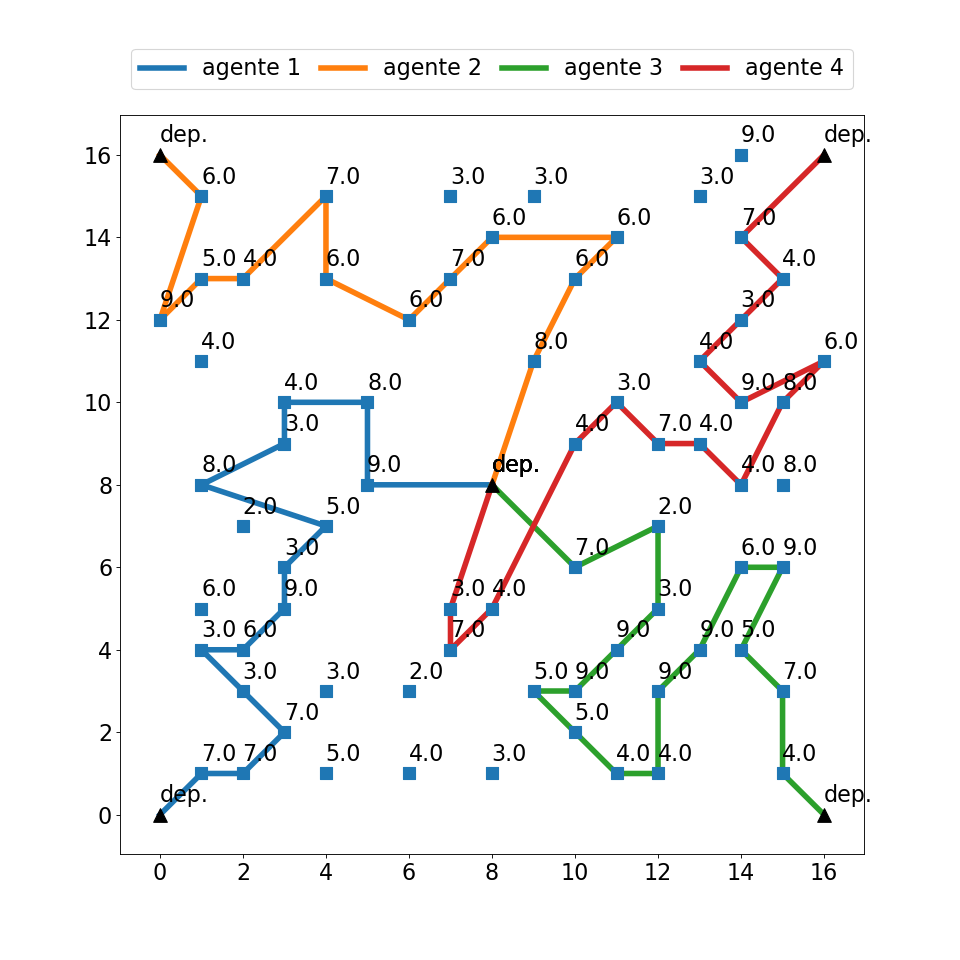 agente 1 agente 2 agente 3 agente 4
9.0
dep. dep.
16
6.0 7.0 3.0 3.0 3.0
6.0 6.0 7.0
14
5.0 4.0 6.0 7.0 6.0 4.0
9.0 6.0 3.0
12
4.0 8.0 4.0 6.0
4.0 8.0 3.0 9.0 8.0
10
3.0 4.0 7.0 4.0
8.0 9.0 dep. 4.0 8.0
8
2.0 5.0 2.0
3.0 7.0 6.0 9.0
6
6.0 9.0 3.0 4.0 3.0
3.0 6.0 7.0 9.0 9.0 5.0
4
3.0 3.0 2.0 5.0 9.0 9.0 7.0
7.0 5.0
2
7.0 7.0 5.0 4.0 3.0 4.0 4.0 4.0
dep. dep.
0
0 2 4 6 8 10 12 14 16